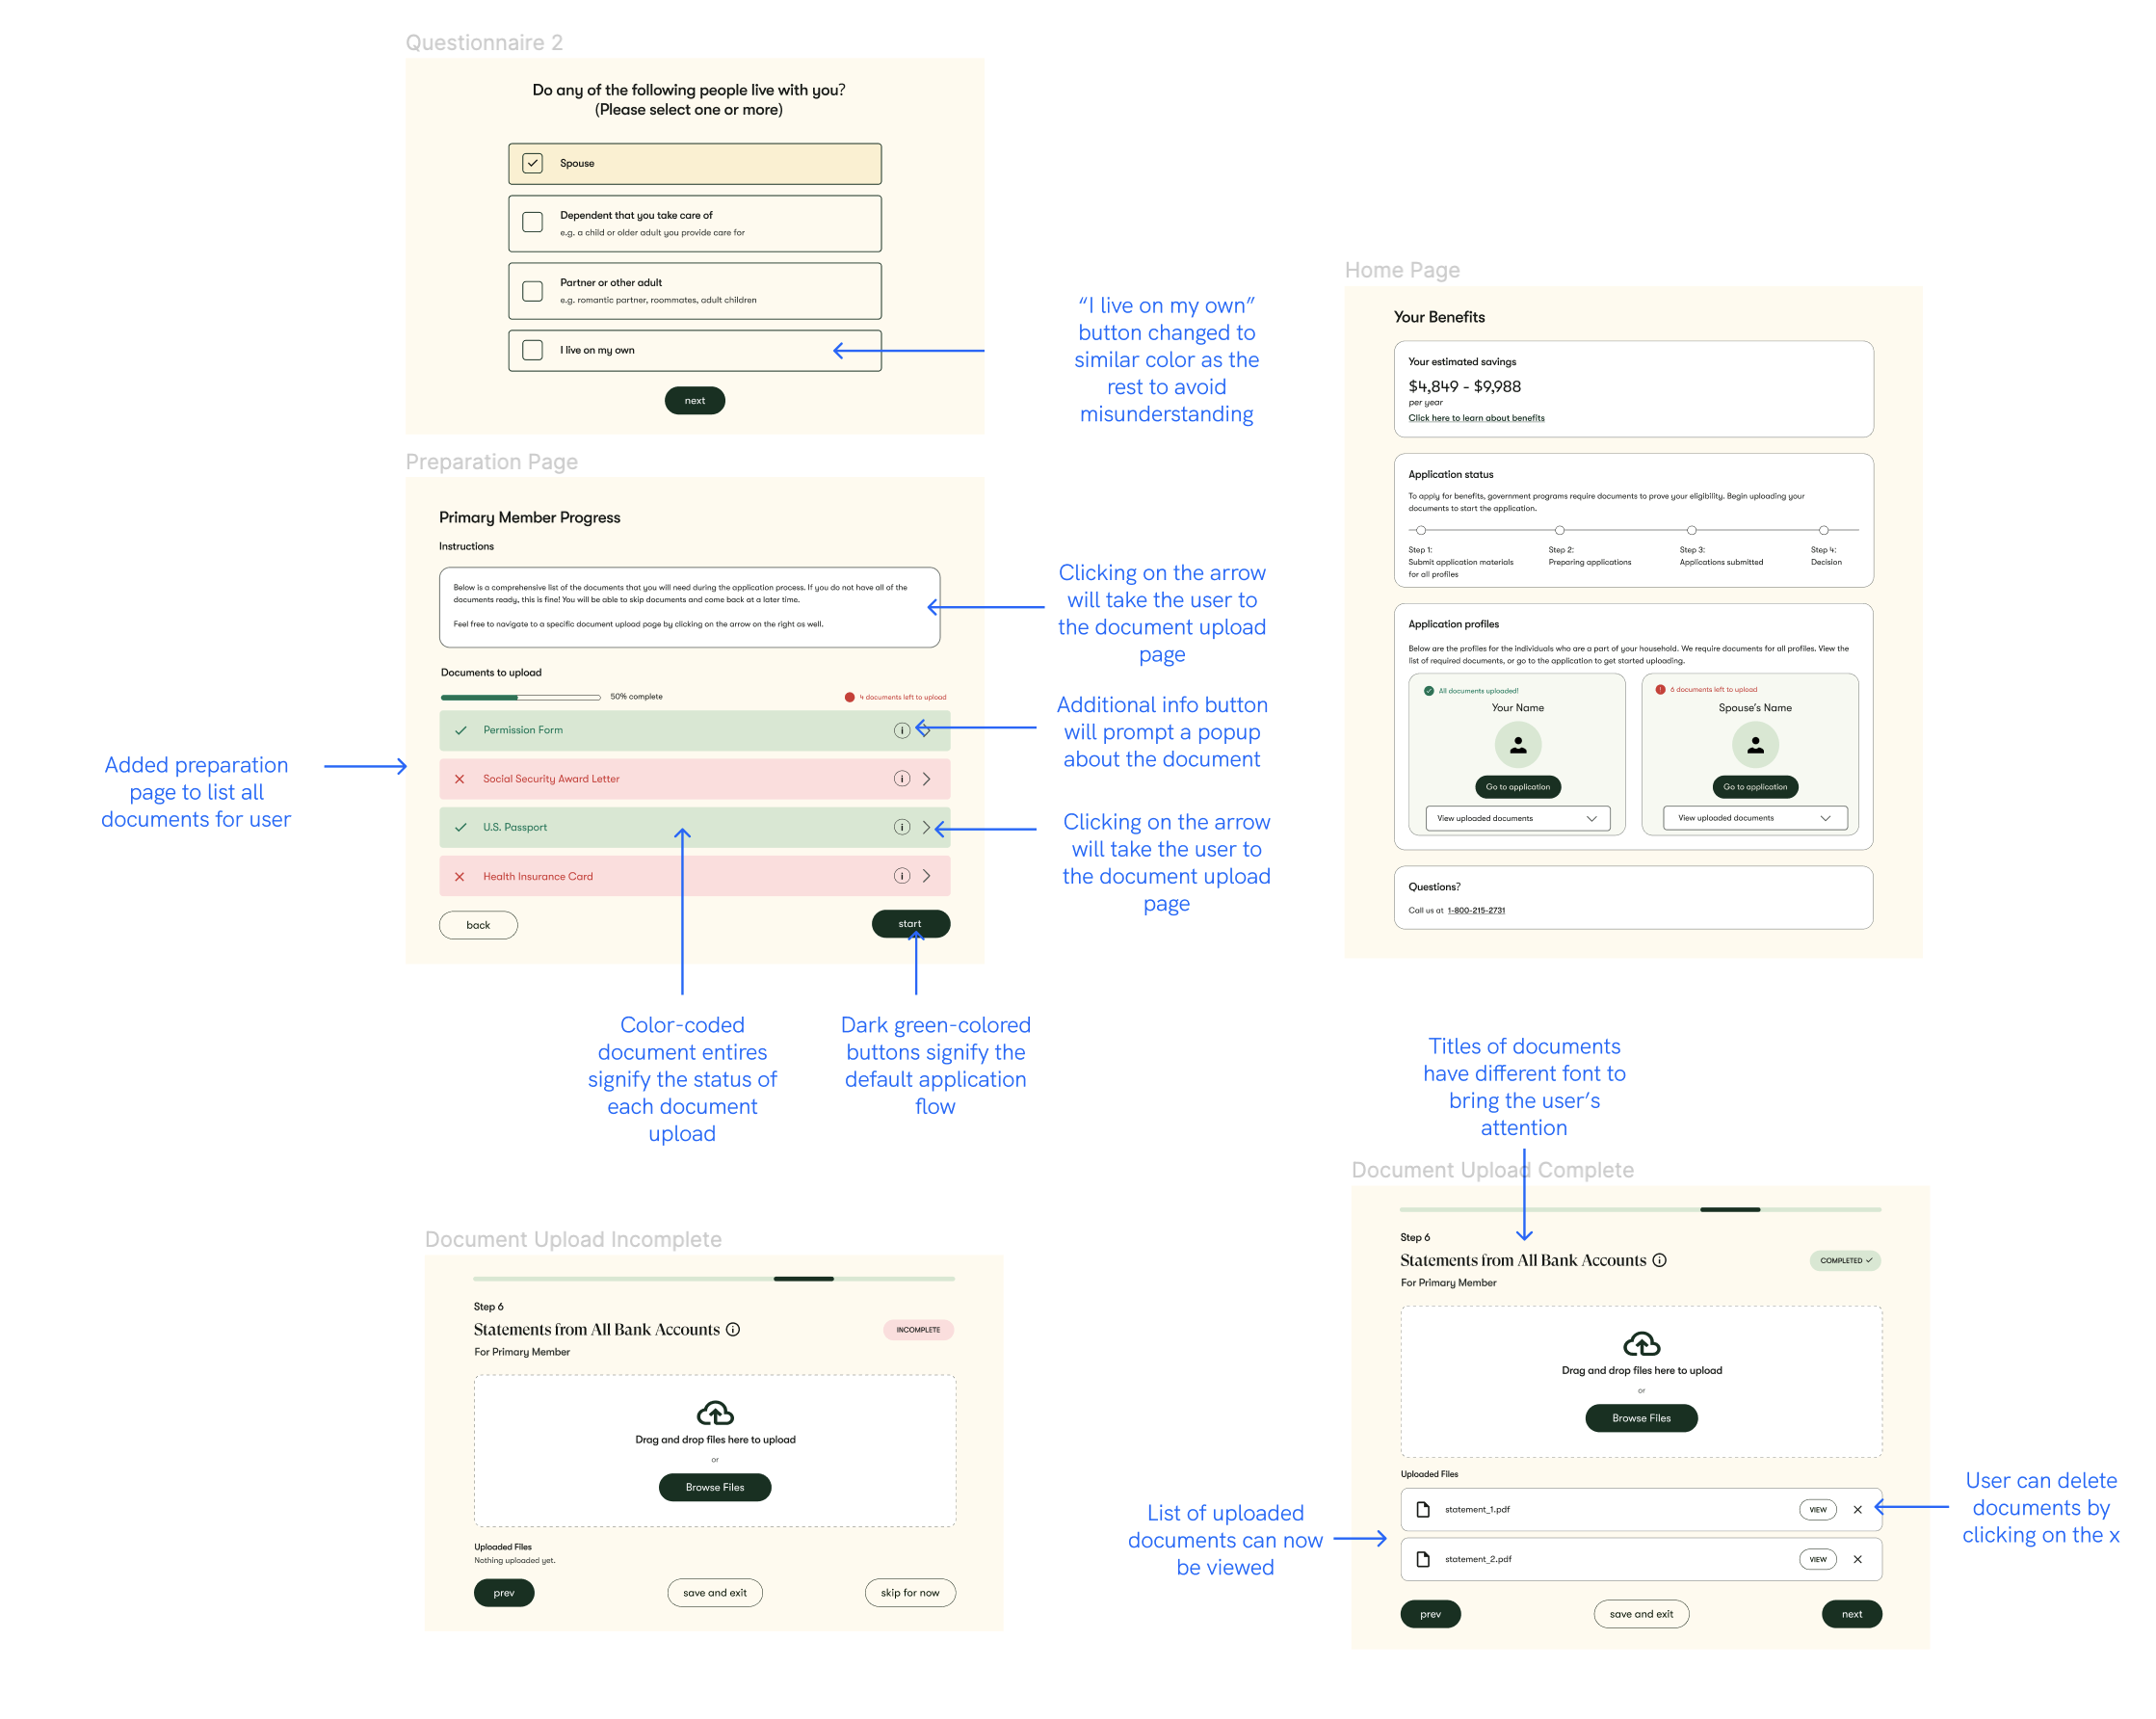 Questionnaire 2
Do any of the following people live with you?
(Please select one or more)
Spouse
Dependent that you take care of
e.g. a child or older adult you provide care for
Partner or other adult
e.g. romantic partner, roommates, adult children
I live on my own
next
“I live on my own”
button changed to
similar color as the
rest to avoid
misunderstanding
Preparation Page
Primary Member Progress
Instructions
Below is a comprehensive list of the documents that you will need during the application process. If you do not have all of the
documents ready, this is fine! You will be able to skip documents and come back at a later time.
Feel free to navigate to a specific document upload page by clicking on the arrow on the right as well.
Documents to upload
50% complete
4 documents left to upload
Permission Form
Social Security Award Letter
U.S. Passport
Health Insurance Card
back
start
Clicking on the arrow
will take the user to
the document upload
page
Additional info button
will prompt a popup
about the document
Clicking on the arrow
will take the user to
the document upload
page
Added preparation
page to list all
documents for user
Color-coded
document entires
signify the status of
each document
upload
Dark green-colored
buttons signify the
default application
flow
Home Page
Your Benefits
Your estimated savings
$4,849 - $9,988
per year
Click here to learn about benefits
Application status
To apply for benefits, government programs require documents to prove your eligibility. Begin uploading your
documents to start the application.
Step 1:
Submit application materials
for all profiles
Step 2:
Preparing applications
Step 3:
Applications submitted
Step 4:
Decision
Application profiles
Below are the profiles for the individuals who are a part of your household. We require documents for all profiles. View the
list of required documents, or go to the application to get started uploading.
All documents uploaded!
Your Name
Go to application
View uploaded documents
6 documents left to upload
Spouse's Name
Go to application
View uploaded documents
Questions?
Call us at 1-800-215-2731
Titles of documents
have different font to
bring the user’s
attention
Document Upload Incomplete
Step 6
Statements from All Bank Accounts
INCOMPLETE
For Primary Member
Drag and drop files here to upload
or
Browse Files
Uploaded Files
Nothing uploaded yet.
prev
save and exit
skip for now
Document Upload Complete
Step 6
Statements from All Bank Accounts
COMPLETED
For Primary Member
Drag and drop files here to upload
or
Browse Files
Uploaded Files
statement_1.pdf
VIEW
statement_2.pdf
VIEW
prev
save and exit
next
List of uploaded
documents can now
be viewed
User can delete
documents by
clicking on the x